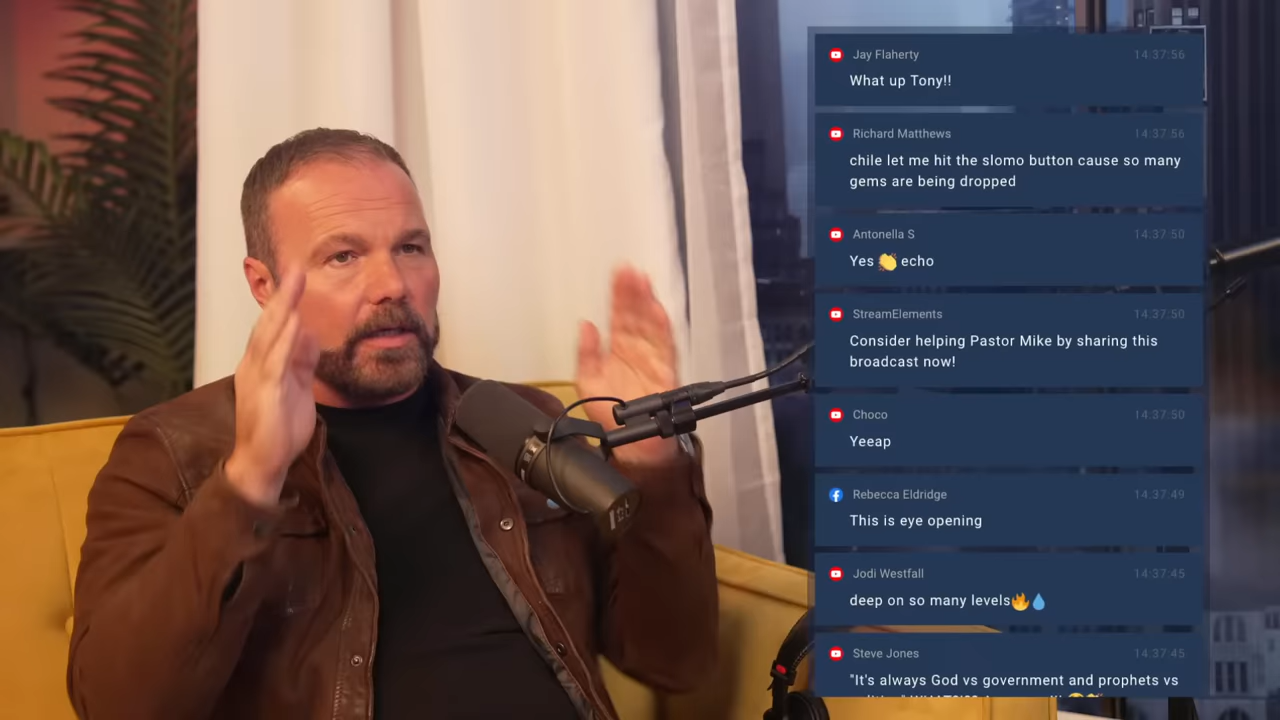 Jay Flaherty 14:37:56
What up Tony!!
Richard Matthews 14:37:56
chile let me hit the slomo button cause so many
gems are being dropped
Antonella S 14:37:50
Yes 👏 echo
StreamElements 14:37:50
Consider helping Pastor Mike by sharing this
broadcast now!
Choco 14:37:50
Yeeap
Rebecca Eldridge 14:37:49
This is eye opening
Jodi Westfall 14:37:45
deep on so many levels🔥💧
Steve Jones 14:37:45
"It's always God vs government and prophets vs